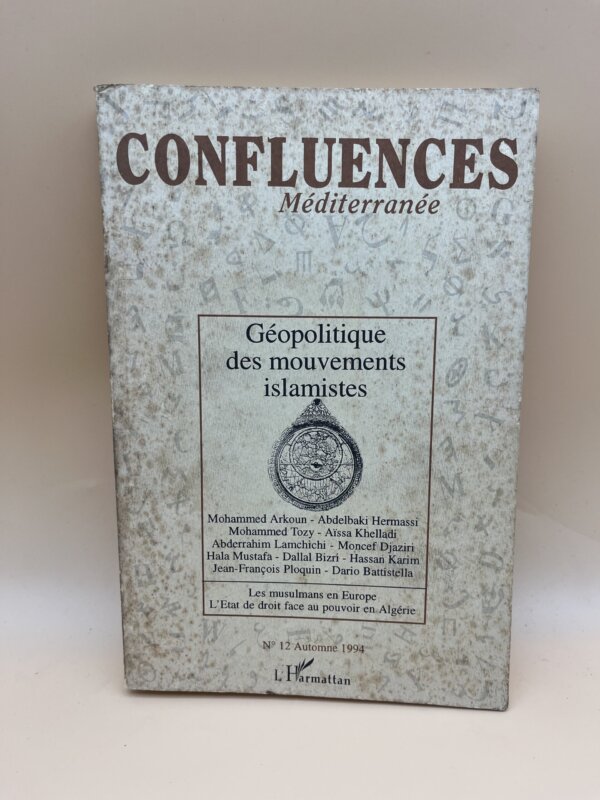 CONFLUENCES
Méditerranée
Géopolitique
des mouvements
islamistes
Mohammed Arkoun - Abdelbaki Hermassi
Mohammed Tozy - Aïssa Khelladi
Abderrahim Lamchichi - Moncef Djaziri
Hala Mustafa - Dallal Bizri - Hassan Karim
Jean-François Ploquin - Dario Battistella
Les musulmans en Europe
L'Etat de droit face au pouvoir en Algérie
N° 12 Automne 1994
L'Harmattan